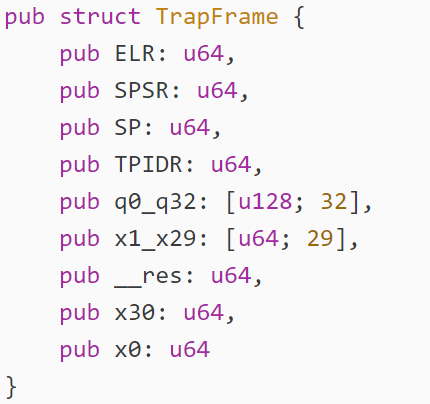 pub struct TrapFrame {
    pub ELR: u64,
    pub SPSR: u64,
    pub SP: u64,
    pub TPIDR: u64,
    pub q0_q32: [u128; 32],
    pub x1_x29: [u64; 29],
    pub __res: u64,
    pub x30: u64,
    pub x0: u64
}